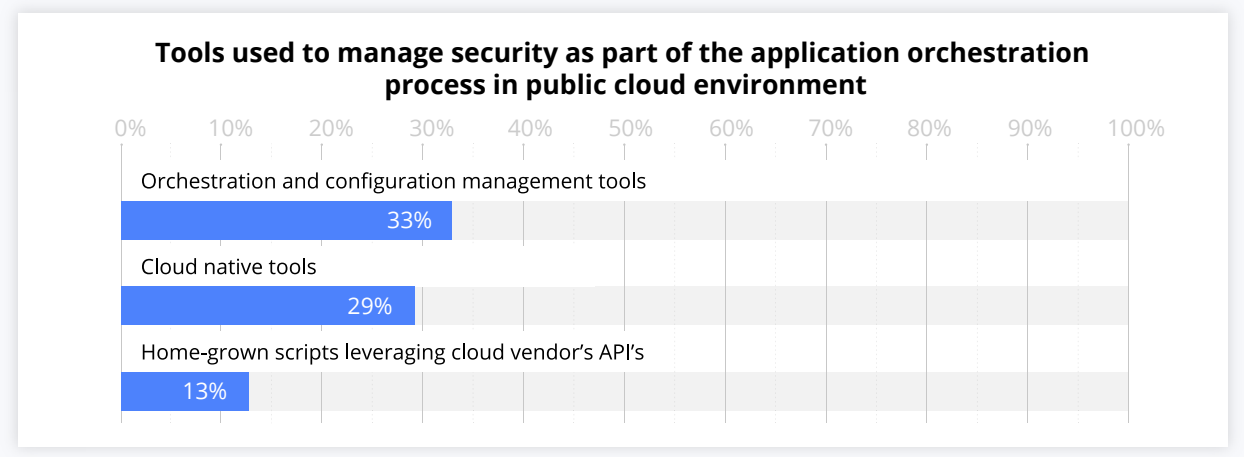 Tools used to manage security as part of the application orchestration
process in public cloud environment
0% 10% 20% 30% 40% 50% 60% 70% 80% 90% 100%
Orchestration and configuration management tools
33%
Cloud native tools
29%
Home-grown scripts leveraging cloud vendor’s API’s
13%